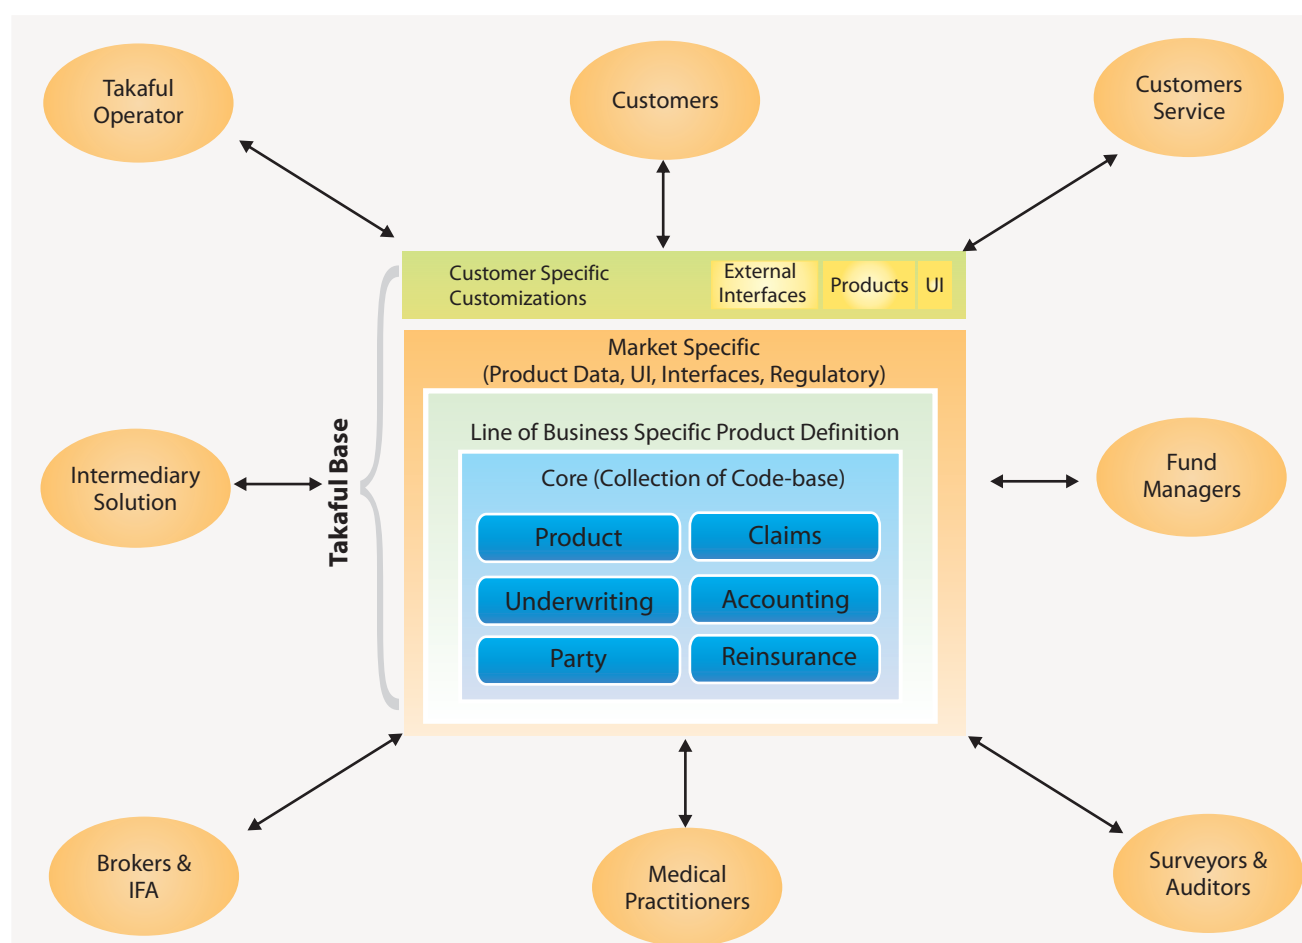 Takaful
Operator
Customers
Customers
Service
Customer Specific
Customizations
External
Interfaces
Products
UI
Market Specific
(Product Data, UI, Interfaces, Regulatory)
Line of Business Specific Product Definition
Core (Collection of Code-base)
Product
Claims
Underwriting
Accounting
Party
Reinsurance
Takaful Base
Intermediary
Solution
Fund
Managers
Brokers &
IFA
Medical
Practitioners
Surveyors &
Auditors